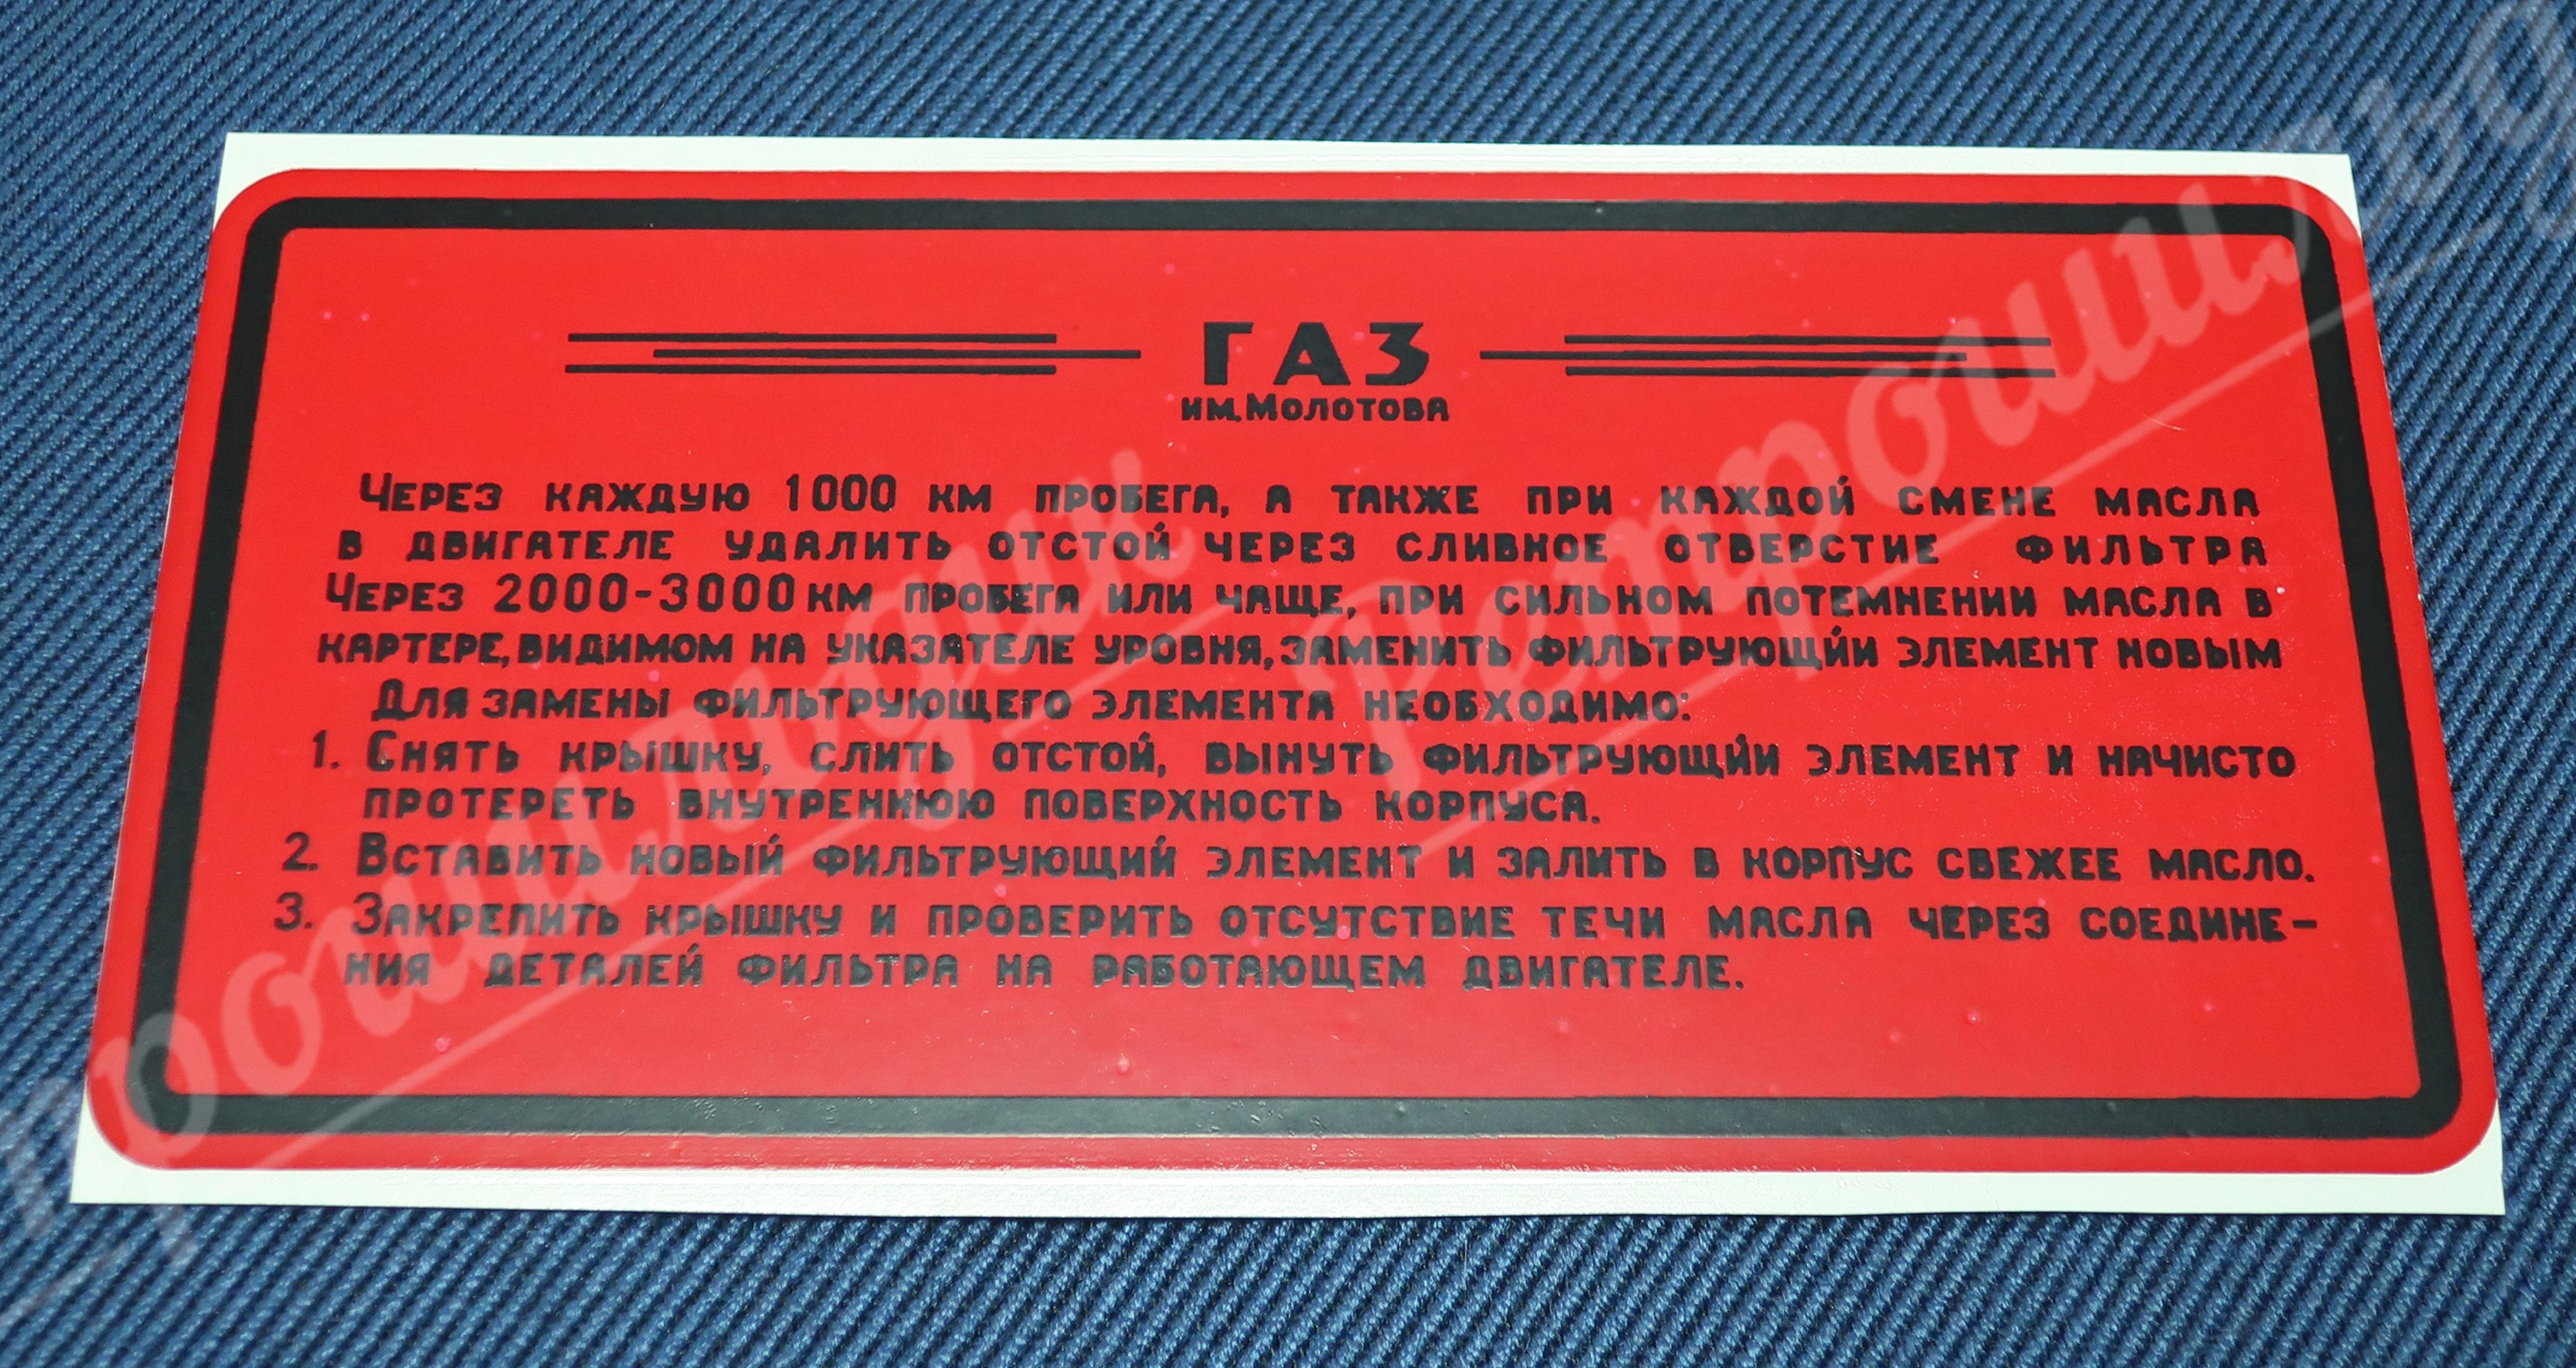 ГАЗ
им. Молотова
Через каждую 1000 км пробега, а также при каждой смене масла
в двигателе удалить отстой через сливное отверстие фильтра
Через 2000-3000 км пробега или чаще, при сильном потемнении масла в
картере, видимом на указателе уровня, заменить фильтрующий элемент новым
Для замены фильтрующего элемента необходимо:
1. Снять крышку, слить отстой, вынуть фильтрующий элемент и начисто
протереть внутреннюю поверхность корпуса.
2. Вставить новый фильтрующий элемент и залить в корпус свежее масло.
3. Закрепить крышку и проверить отсутствие течи масла через соедине-
ния деталей фильтра на работающем двигателе.